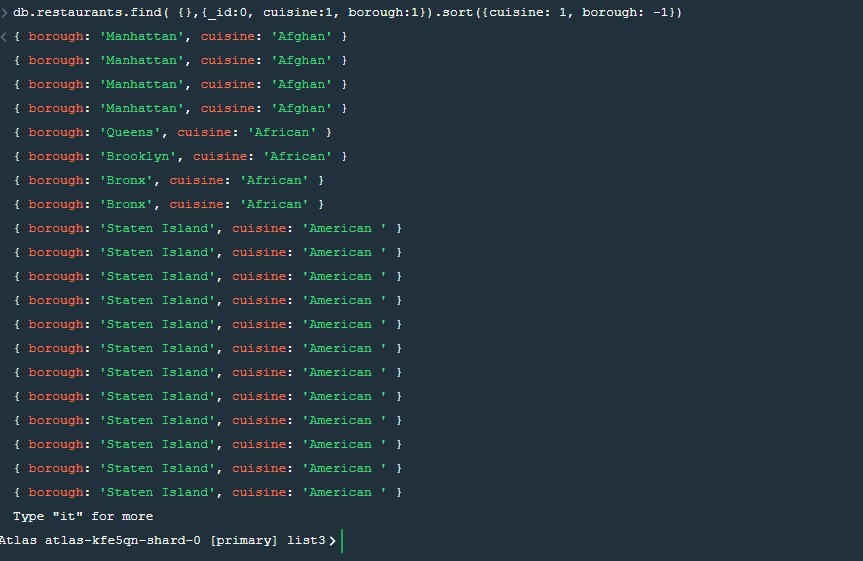 > db.restaurants.find( {},{_id:0, cuisine:1, borough:1}).sort({cuisine: 1, borough: -1})
< { borough: 'Manhattan', cuisine: 'Afghan' }
{ borough: 'Manhattan', cuisine: 'Afghan' }
{ borough: 'Manhattan', cuisine: 'Afghan' }
{ borough: 'Manhattan', cuisine: 'Afghan' }
{ borough: 'Queens', cuisine: 'African' }
{ borough: 'Brooklyn', cuisine: 'African' }
{ borough: 'Bronx', cuisine: 'African' }
{ borough: 'Bronx', cuisine: 'African' }
{ borough: 'Staten Island', cuisine: 'American ' }
{ borough: 'Staten Island', cuisine: 'American ' }
{ borough: 'Staten Island', cuisine: 'American ' }
{ borough: 'Staten Island', cuisine: 'American ' }
{ borough: 'Staten Island', cuisine: 'American ' }
{ borough: 'Staten Island', cuisine: 'American ' }
{ borough: 'Staten Island', cuisine: 'American ' }
{ borough: 'Staten Island', cuisine: 'American ' }
{ borough: 'Staten Island', cuisine: 'American ' }
{ borough: 'Staten Island', cuisine: 'American ' }
{ borough: 'Staten Island', cuisine: 'American ' }
{ borough: 'Staten Island', cuisine: 'American ' }
Type "it" for more
Atlas atlas-kfe5qn-shard-0 [primary] list3>